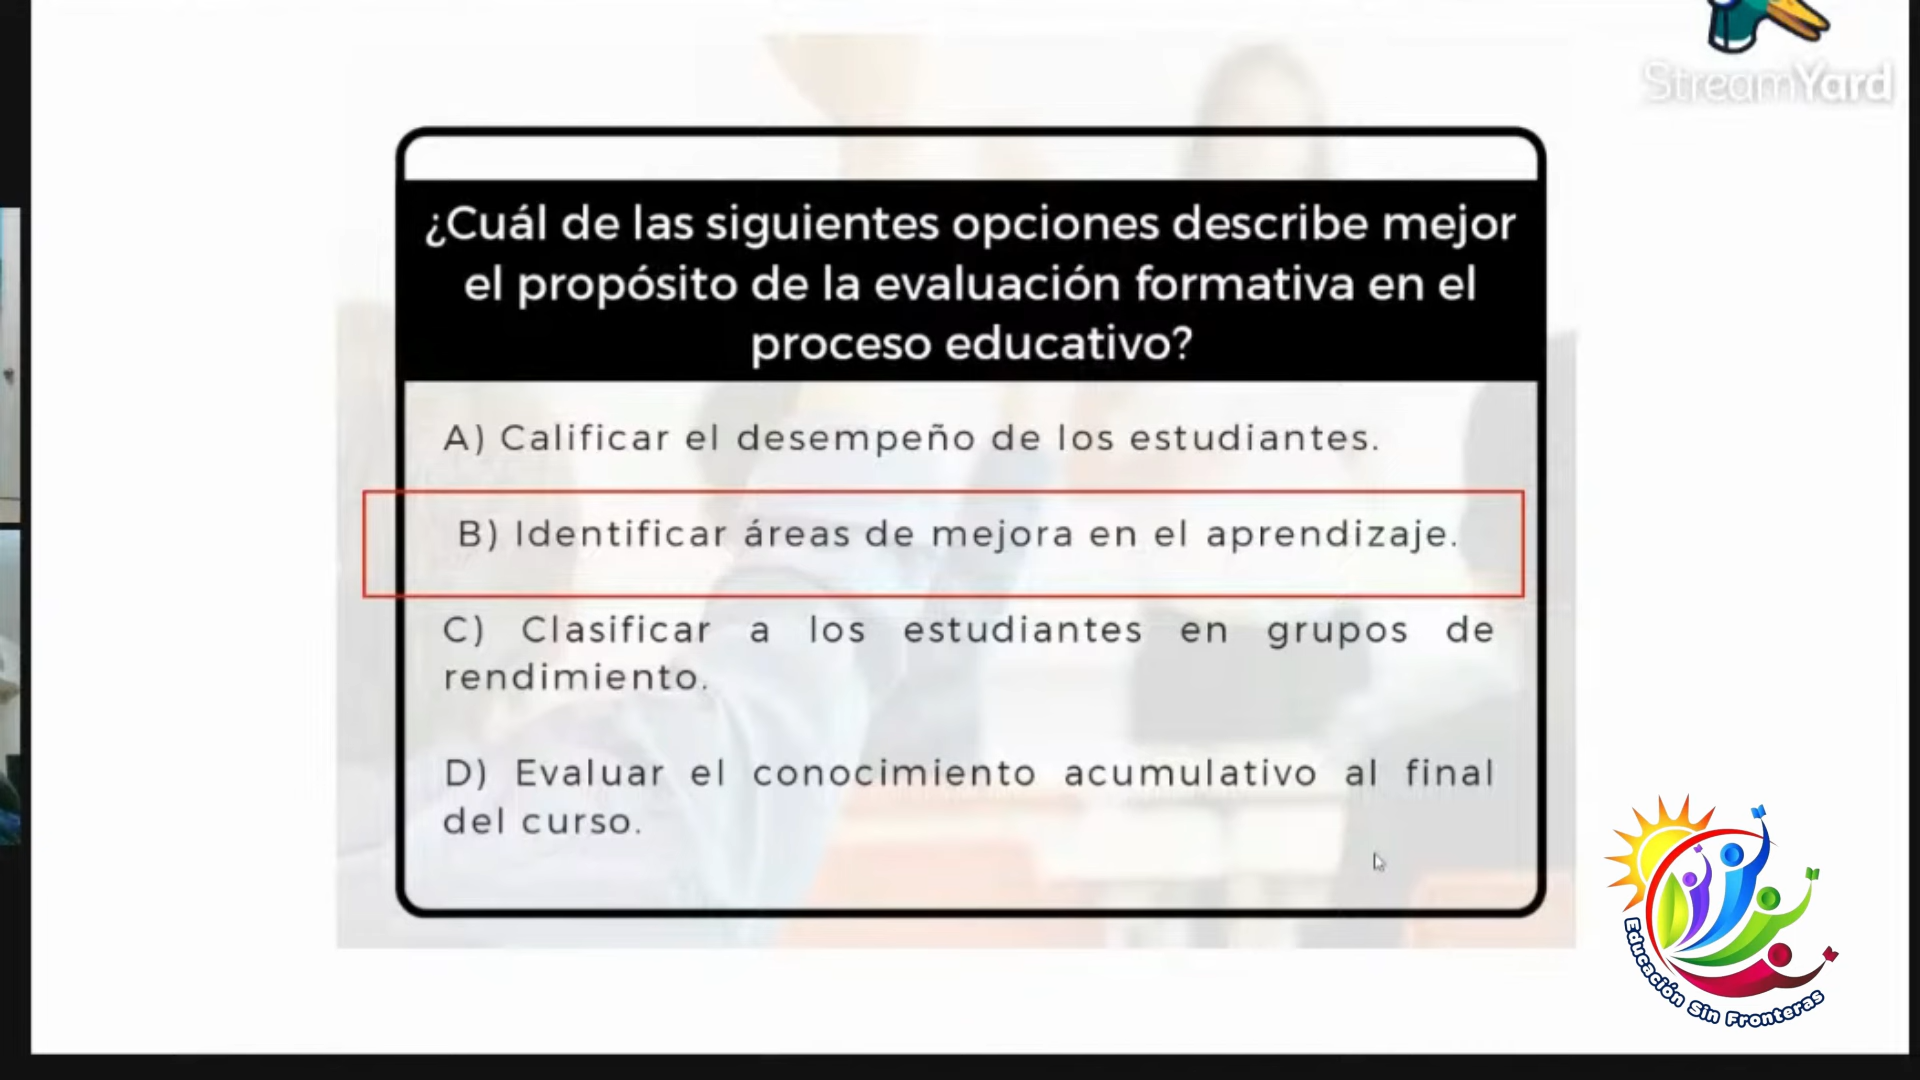 StreamYard
¿Cuál de las siguientes opciones describe mejor
el propósito de la evaluación formativa en el
proceso educativo?
A) Calificar el desempeño de los estudiantes.
B) Identificar áreas de mejora en el aprendizaje.
C) Clasificar a los estudiantes en grupos de
rendimiento.
D) Evaluar el conocimiento acumulativo al final
del curso.
Educación Sin Fronteras